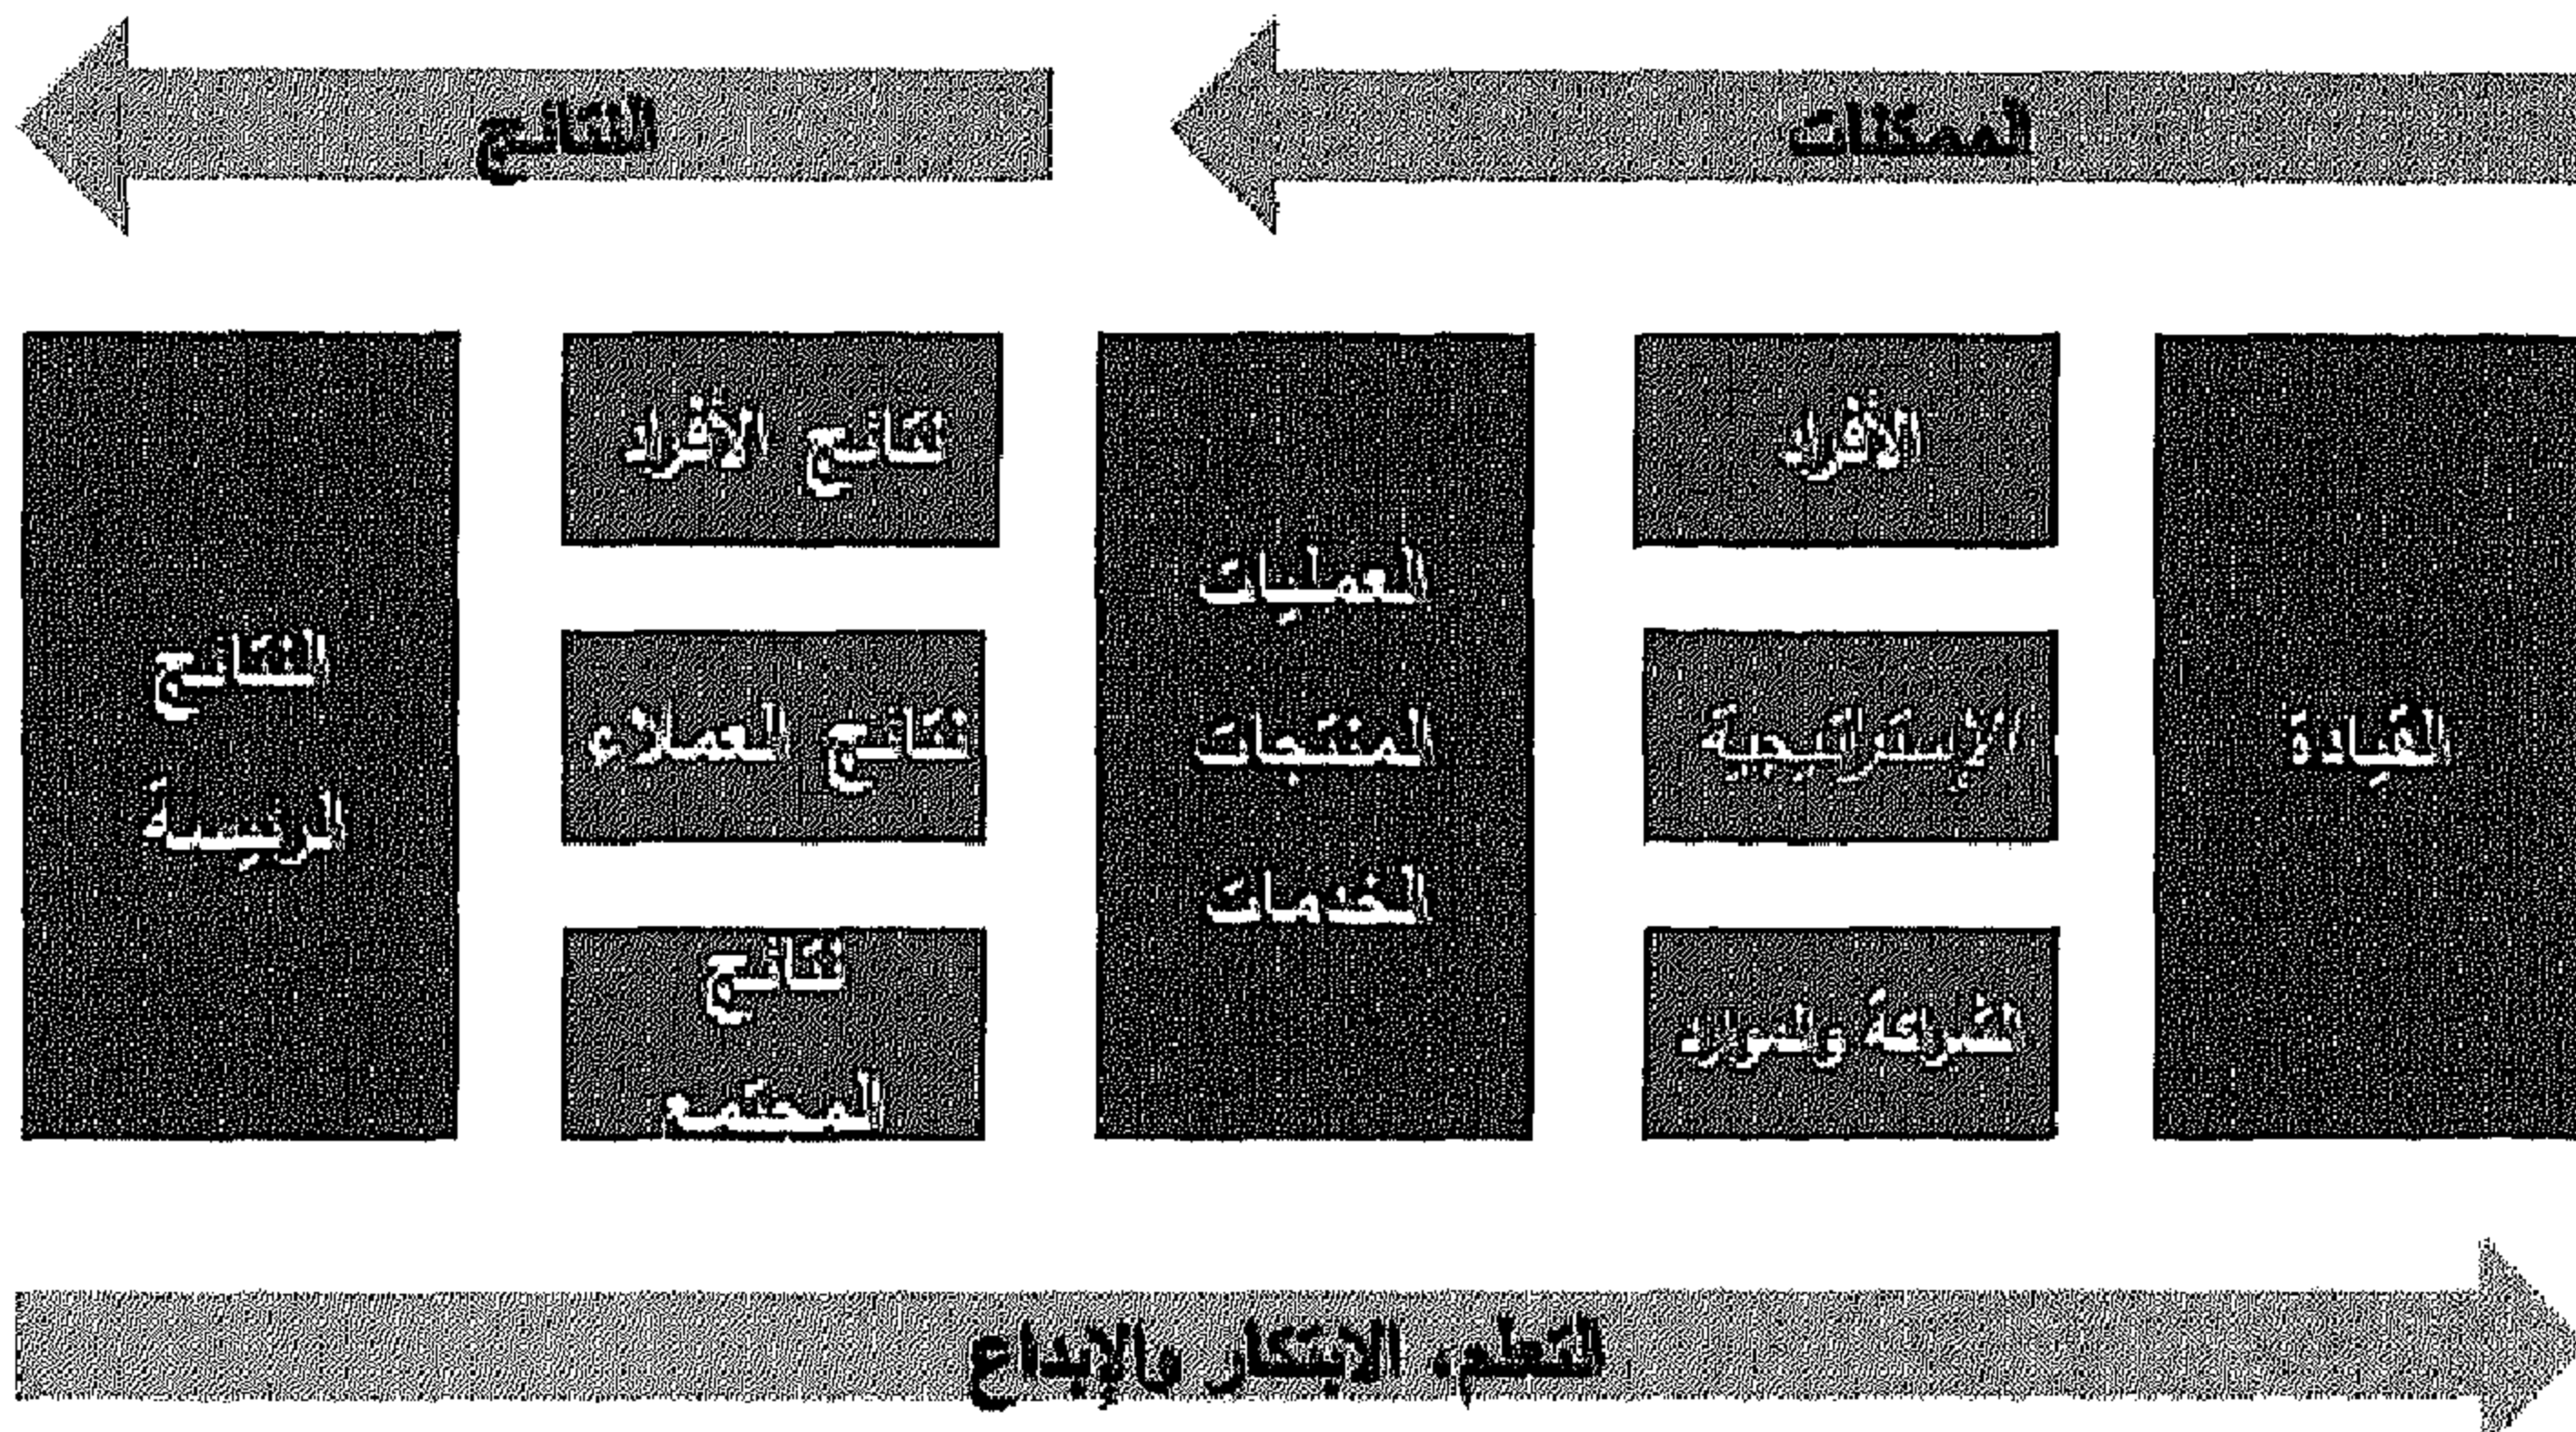 الممكنات
النتائج
القيادة
الأفراد
الإستراتيجية
الشراكة والموارد
العمليات
المنتجات
الخدمات
نتائج الأفراد
نتائج العملاء
نتائج
المجتمع
النتائج
الرئيسة
التعلم، الابتكار والإبداع